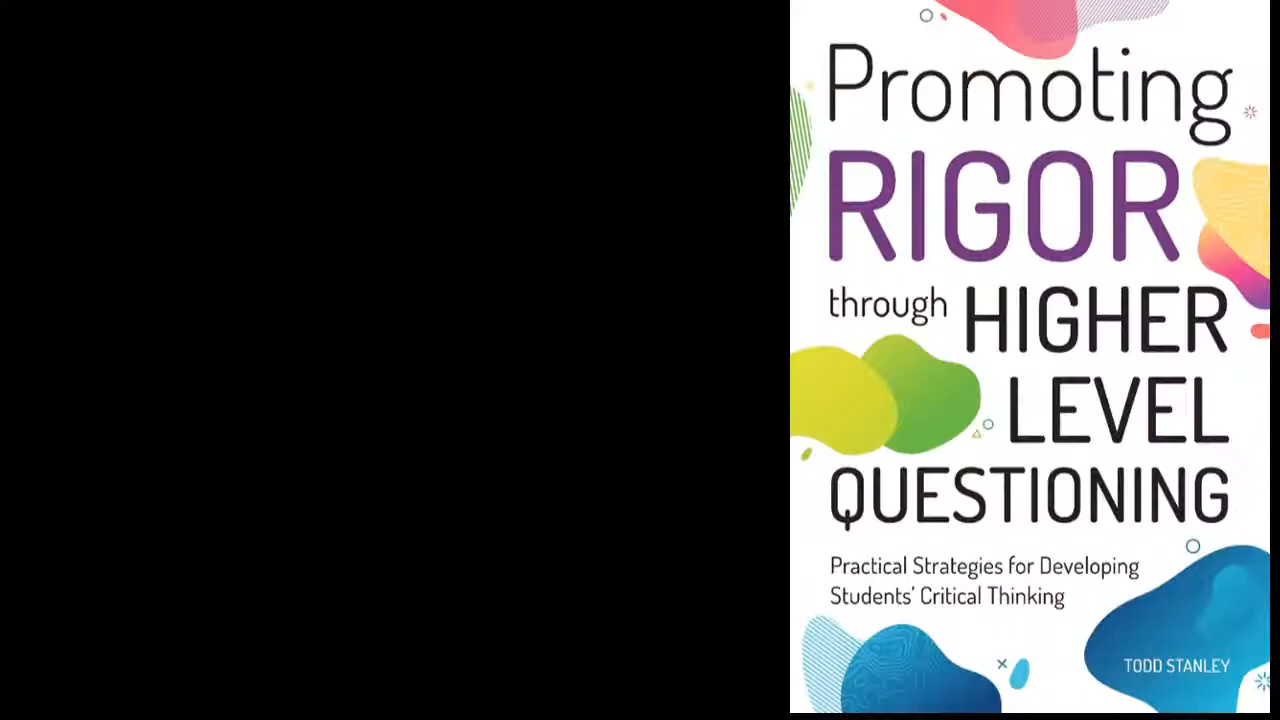 Promoting
RIGOR
through HIGHER
LEVEL
QUESTIONING
Practical Strategies for Developing
Students' Critical Thinking
TODD STANLEY